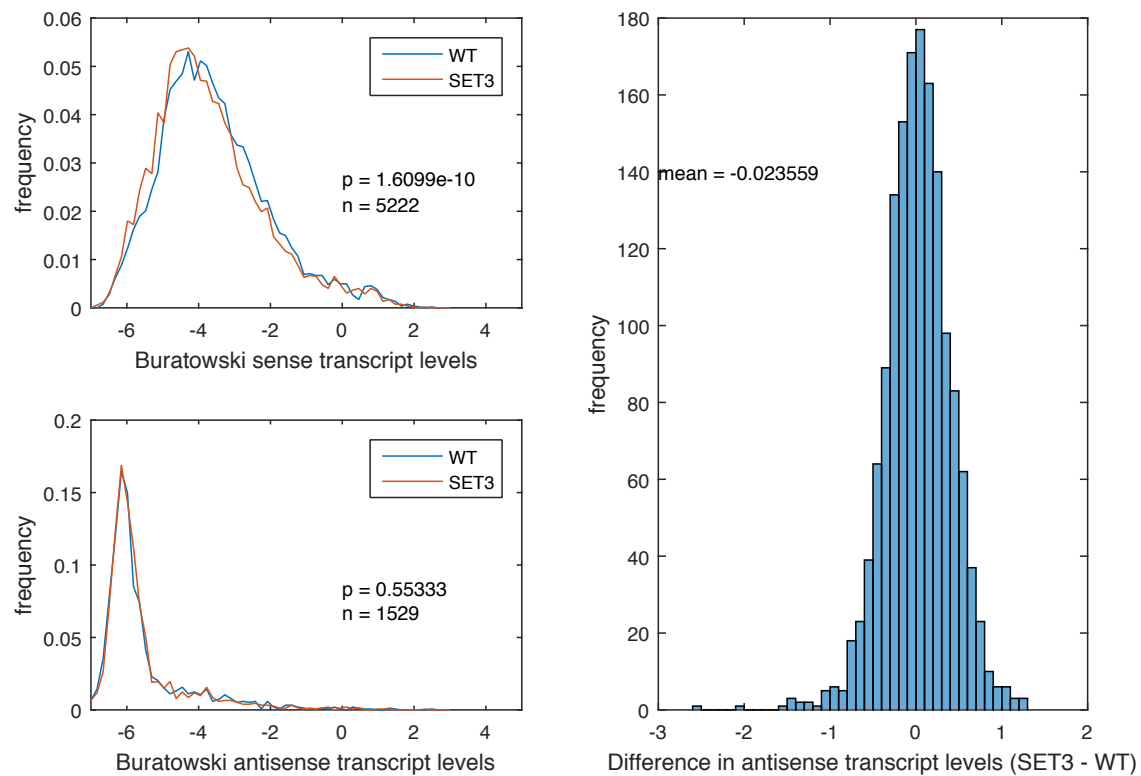 0.06
0.05
0.04
0.03
0.02
0.01
0
frequency
WT
SET3
p = 1.6099e-10
n = 5222
-6 -4 -2 0 2 4
Buratowski sense transcript levels
0.2
0.15
0.1
0.05
0
frequency
WT
SET3
p = 0.55333
n = 1529
-6 -4 -2 0 2 4
Buratowski antisense transcript levels
180
160
140
120
100
80
60
40
20
0
frequency
mean = -0.023559
-3 -2 -1 0 1 2
Difference in antisense transcript levels (SET3 - WT)